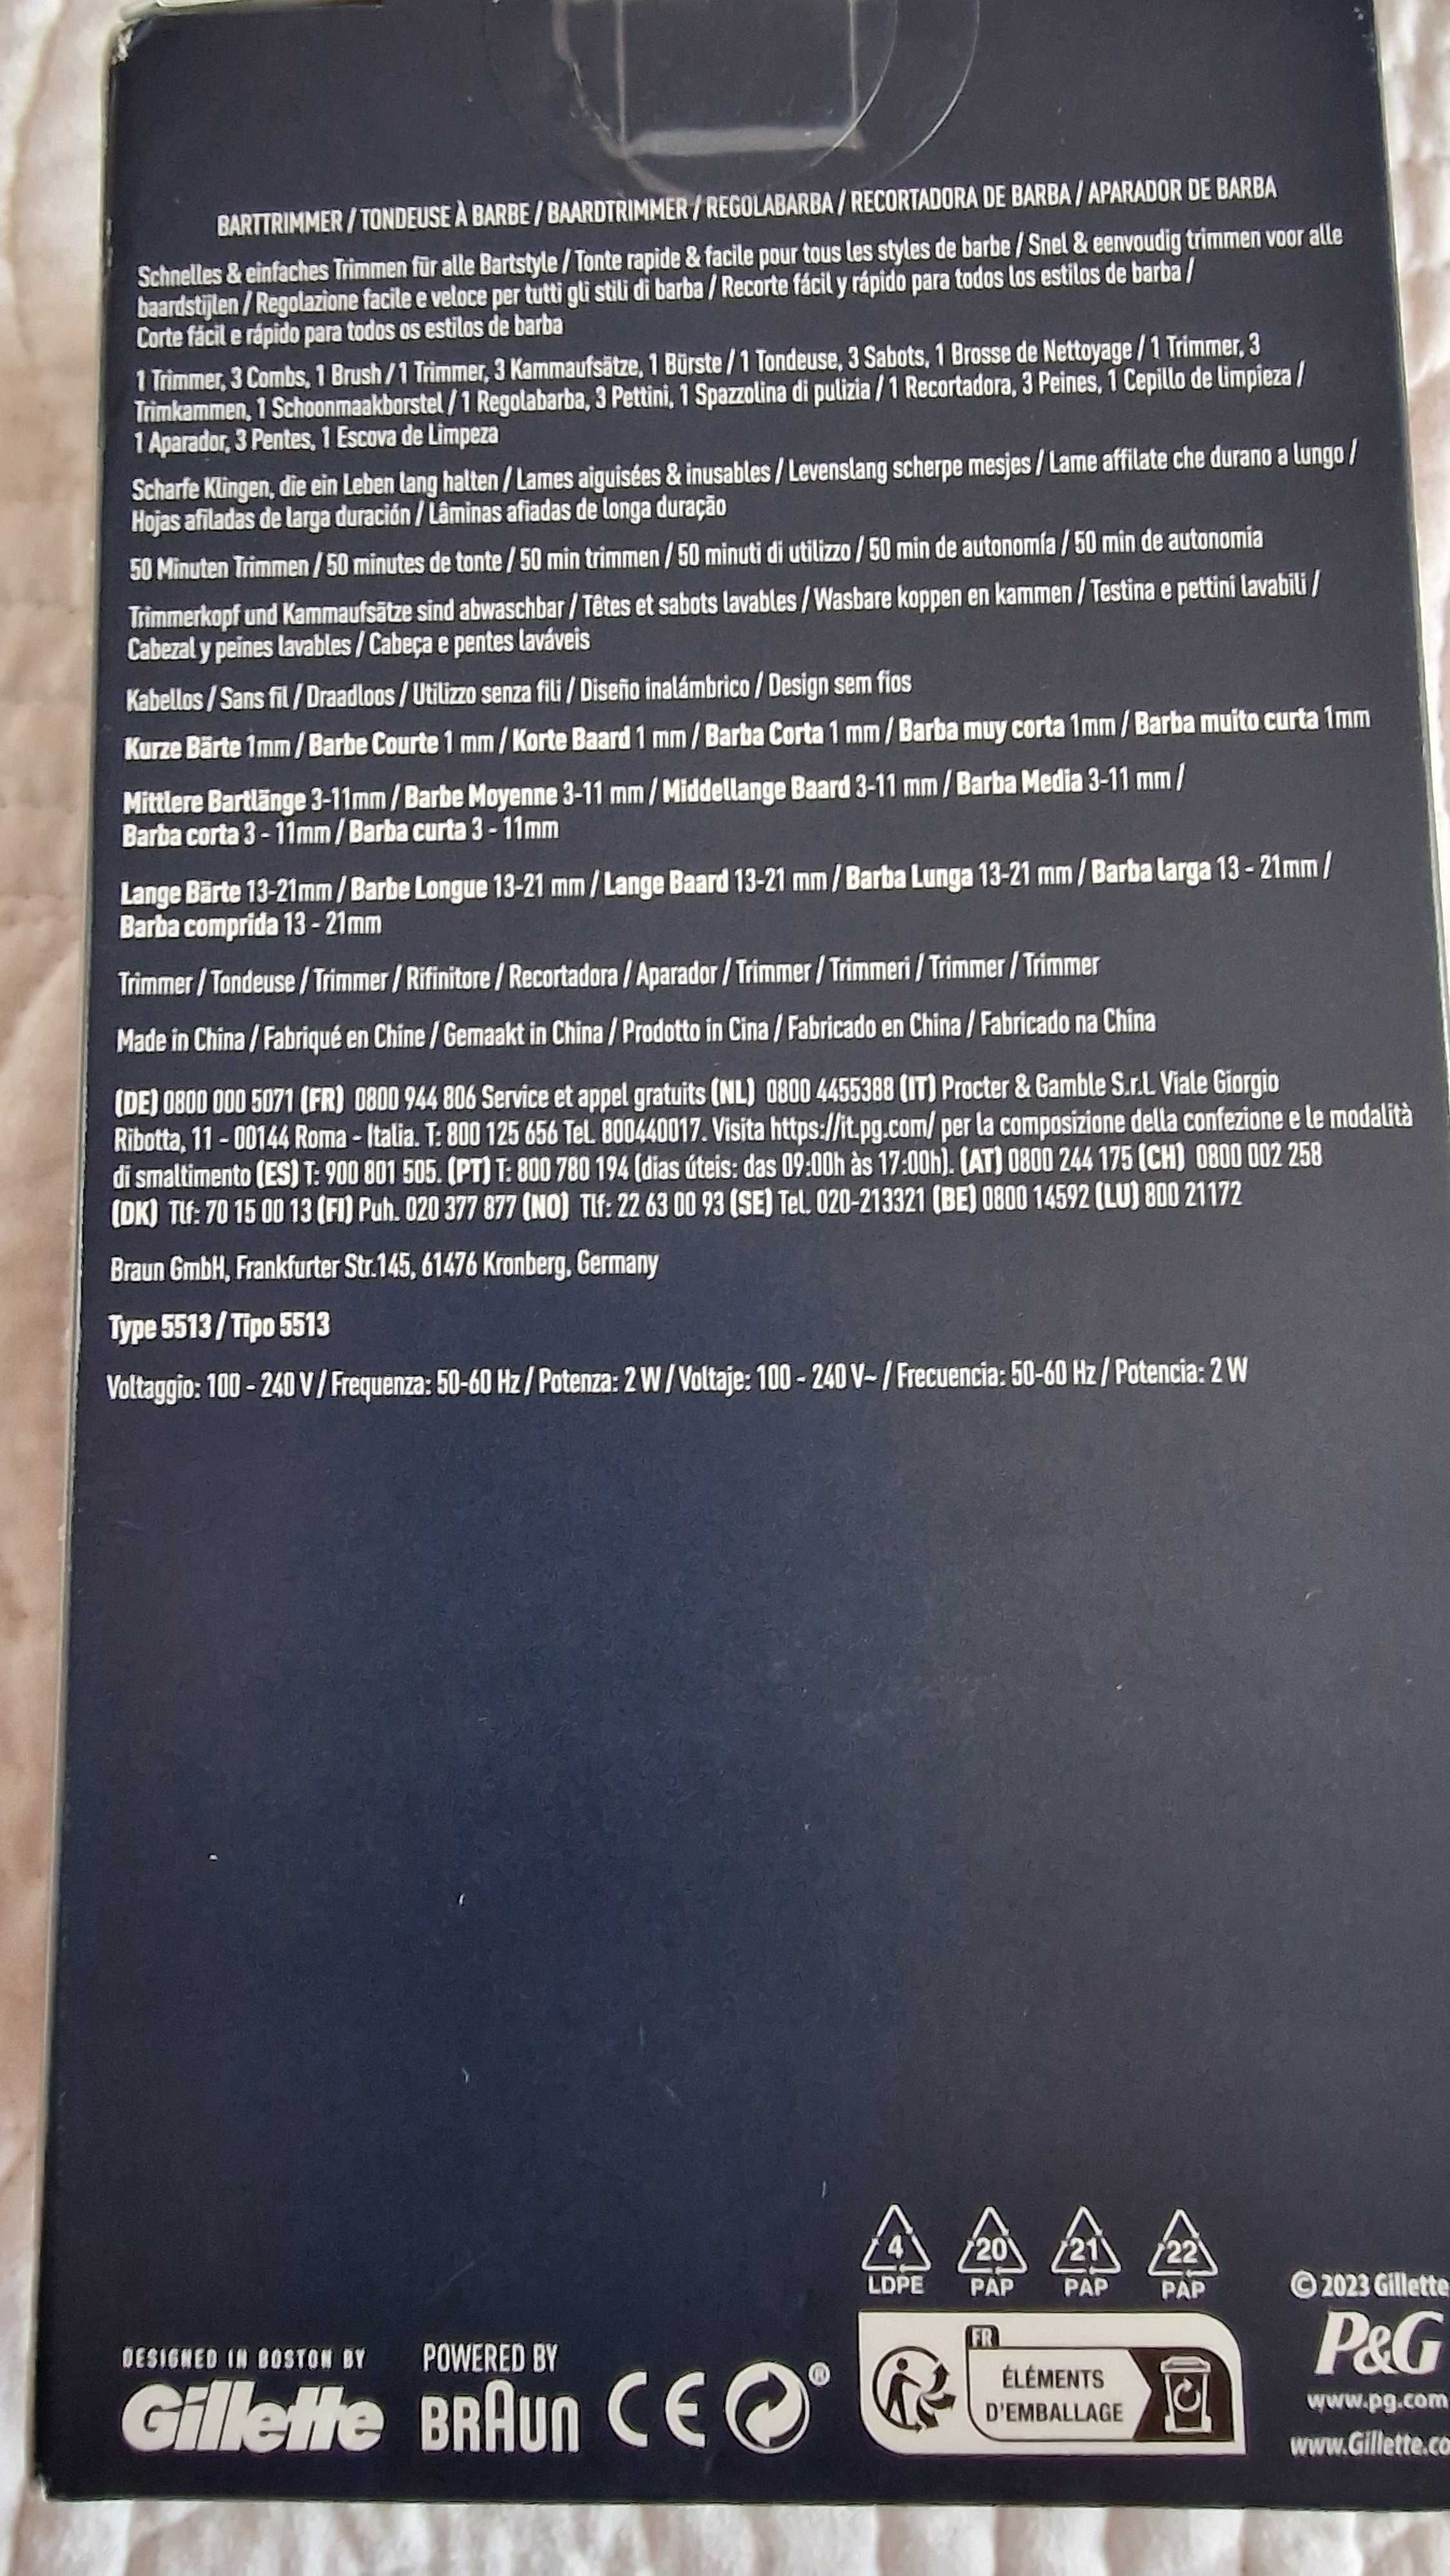 BARTTRIMMER / TONDEUSE À BARBE / BAARDTRIMMER / REGOLABARBA / RECORTADORA DE BARBA / APARADOR DE BARBA
Schnelles & einfaches Trimmen für alle Bartstyle / Tonte rapide & facile pour tous les styles de barbe / Snel & eenvoudig trimmen voor alle
baardstijlen / Regolazione facile e veloce per tutti gli stili di barba / Recorte fácil y rápido para todos los estilos de barba /
Corte fácil e rápido para todos os estilos de barba
1 Trimmer, 3 Combs, 1 Brush / 1 Trimmer, 3 Kammaufsätze, 1 Bürste / 1 Tondeuse, 3 Sabots, 1 Brosse de Nettoyage / 1 Trimmer, 3
Trimkammen, 1 Schoonmaakborstel / 1 Regolabarba, 3 Pettini, 1 Spazzolina di pulizia / 1 Recortadora, 3 Peines, 1 Cepillo de limpieza /
1 Aparador, 3 Pentes, 1 Escova de Limpeza
Scharfe Klingen, die ein Leben lang halten / Lames aiguisées & inusables / Levenslang scherpe mesjes / Lame affilate che durano a lungo /
Hojas afiladas de larga duración / Lâminas afiadas de longa duração
50 Minuten Trimmen / 50 minutes de tonte / 50 min trimmen / 50 minuti di utilizzo / 50 min de autonomía / 50 min de autonomia
Trimmerkopf und Kammaufsätze sind abwaschbar / Têtes et sabots lavables / Wasbare koppen en kammen / Testina e pettini lavabili /
Cabezal y peines lavables / Cabeça e pentes laváveis
Kabellos / Sans fil / Draadloos / Utilizzo senza fili / Diseño inalámbrico / Design sem fios
Kurze Bärte 1mm / Barbe Courte 1 mm / Korte Baard 1 mm / Barba Corta 1 mm / Barba muy corta 1mm / Barba muito curta 1mm
Mittlere Bartlänge 3-11mm / Barbe Moyenne 3-11 mm / Middellange Baard 3-11 mm / Barba Media 3-11 mm /
Barba corta 3 - 11mm / Barba curta 3 - 11mm
Lange Bärte 13-21mm / Barbe Longue 13-21 mm / Lange Baard 13-21 mm / Barba Lunga 13-21 mm / Barba larga 13 - 21mm /
Barba comprida 13 - 21mm
Trimmer / Tondeuse / Trimmer / Rifinitore / Recortadora / Aparador / Trimmer / Trimmeri / Trimmer / Trimmer
Made in China / Fabriqué en Chine / Gemaakt in China / Prodotto in Cina / Fabricado en China / Fabricado na China
(DE) 0800 000 5071 (FR) 0800 944 806 Service et appel gratuits (NL) 0800 4455388 (IT) Procter & Gamble S.r.l. Viale Giorgio
Ribotta, 11 - 00144 Roma - Italia. T: 800 125 656 Tel. 800440017. Visita https://it.pg.com/ per la composizione della confezione e le modalità
di smaltimento (ES) T: 900 801 505. (PT) T: 800 780 194 (dias úteis: das 09:00h às 17:00h). (AT) 0800 244 175 (CH) 0800 002 258
(DK) Tlf: 70 15 00 13 (FI) Puh. 020 377 877 (NO) Tlf: 22 63 00 93 (SE) Tel. 020-213321 (BE) 0800 14592 (LU) 800 21172
Braun GmbH, Frankfurter Str.145, 61476 Kronberg, Germany
Type 5513 / Tipo 5513
Voltaggio: 100 - 240 V / Frequenza: 50-60 Hz / Potenza: 2 W / Voltaje: 100 - 240 V~ / Frecuencia: 50-60 Hz / Potencia: 2 W
4 20 21 22
LDPE PAP PAP PAP
© 2023 Gillette
P&G
www.pg.com
www.Gillette.co
FR
ÉLÉMENTS
D'EMBALLAGE
DESIGNED IN BOSTON BY
Gillette
POWERED BY
BRAUN
CE
®